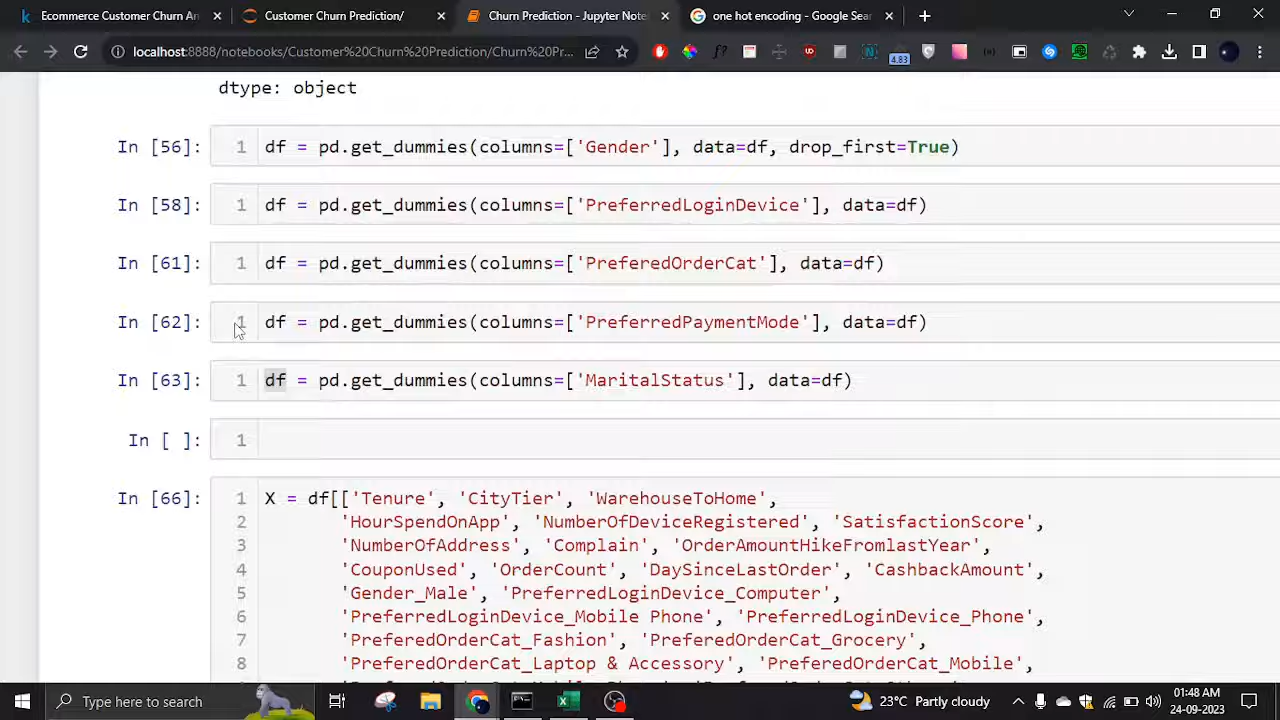 Ecommerce Customer Churn An
Customer Churn Prediction/
Churn Prediction - Jupyter Note
one hot encoding - Google Sear
localhost:8888/notebooks/Customer%20Churn%20Prediction/Churn%20Pr...
4.83
dtype: object
In [56]: 1 df = pd.get_dummies(columns=['Gender'], data=df, drop_first=True)
In [58]: 1 df = pd.get_dummies(columns=['PreferredLoginDevice'], data=df)
In [61]: 1 df = pd.get_dummies(columns=['PreferedOrderCat'], data=df)
In [62]: 1 df = pd.get_dummies(columns=['PreferredPaymentMode'], data=df)
In [63]: 1 df = pd.get_dummies(columns=['MaritalStatus'], data=df)
In [ ]: 1
In [66]: 1 X = df[['Tenure', 'CityTier', 'WarehouseToHome',
2 'HourSpendOnApp', 'NumberOfDeviceRegistered', 'SatisfactionScore',
3 'NumberOfAddress', 'Complain', 'OrderAmountHikeFromlastYear',
4 'CouponUsed', 'OrderCount', 'DaySinceLastOrder', 'CashbackAmount',
5 'Gender_Male', 'PreferredLoginDevice_Computer',
6 'PreferredLoginDevice_Mobile Phone', 'PreferredLoginDevice_Phone',
7 'PreferedOrderCat_Fashion', 'PreferedOrderCat_Grocery',
8 'PreferedOrderCat_Laptop & Accessory', 'PreferedOrderCat_Mobile',
Type here to search
23°C Partly cloudy
01:48 AM
24-09-2023